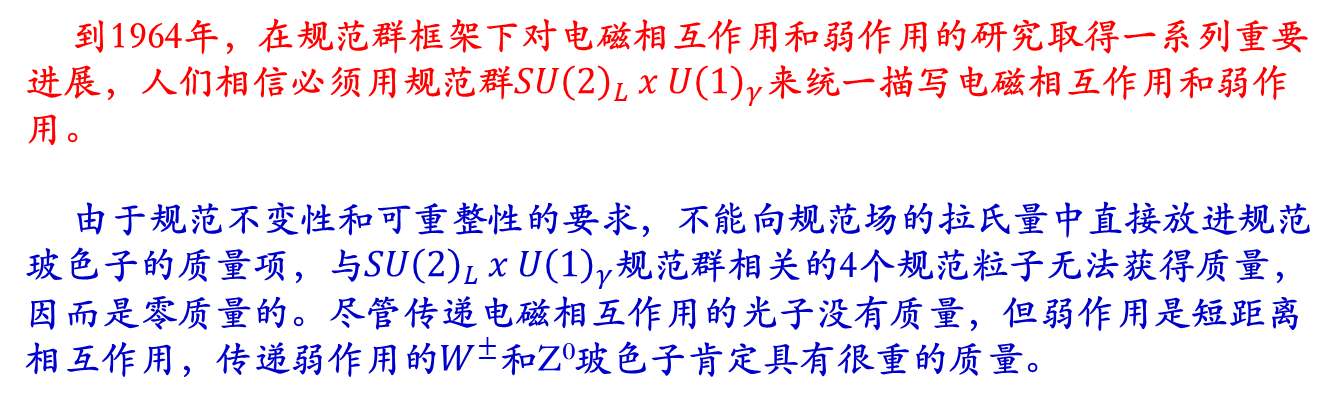 到1964年，在规范群框架下对电磁相互作用和弱作用的研究取得一系列重要
进展，人们相信必须用规范群SU(2)_L x U(1)_γ来统一描写电磁相互作用和弱作
用。
由于规范不变性和可重整性的要求，不能向规范场的拉氏量中直接放进规范
玻色子的质量项，与SU(2)_L x U(1)_γ规范群相关的4个规范粒子无法获得质量，
因而是零质量的。尽管传递电磁相互作用的光子没有质量，但弱作用是短距离
相互作用，传递弱作用的W^±和Z⁰玻色子肯定具有很重的质量。